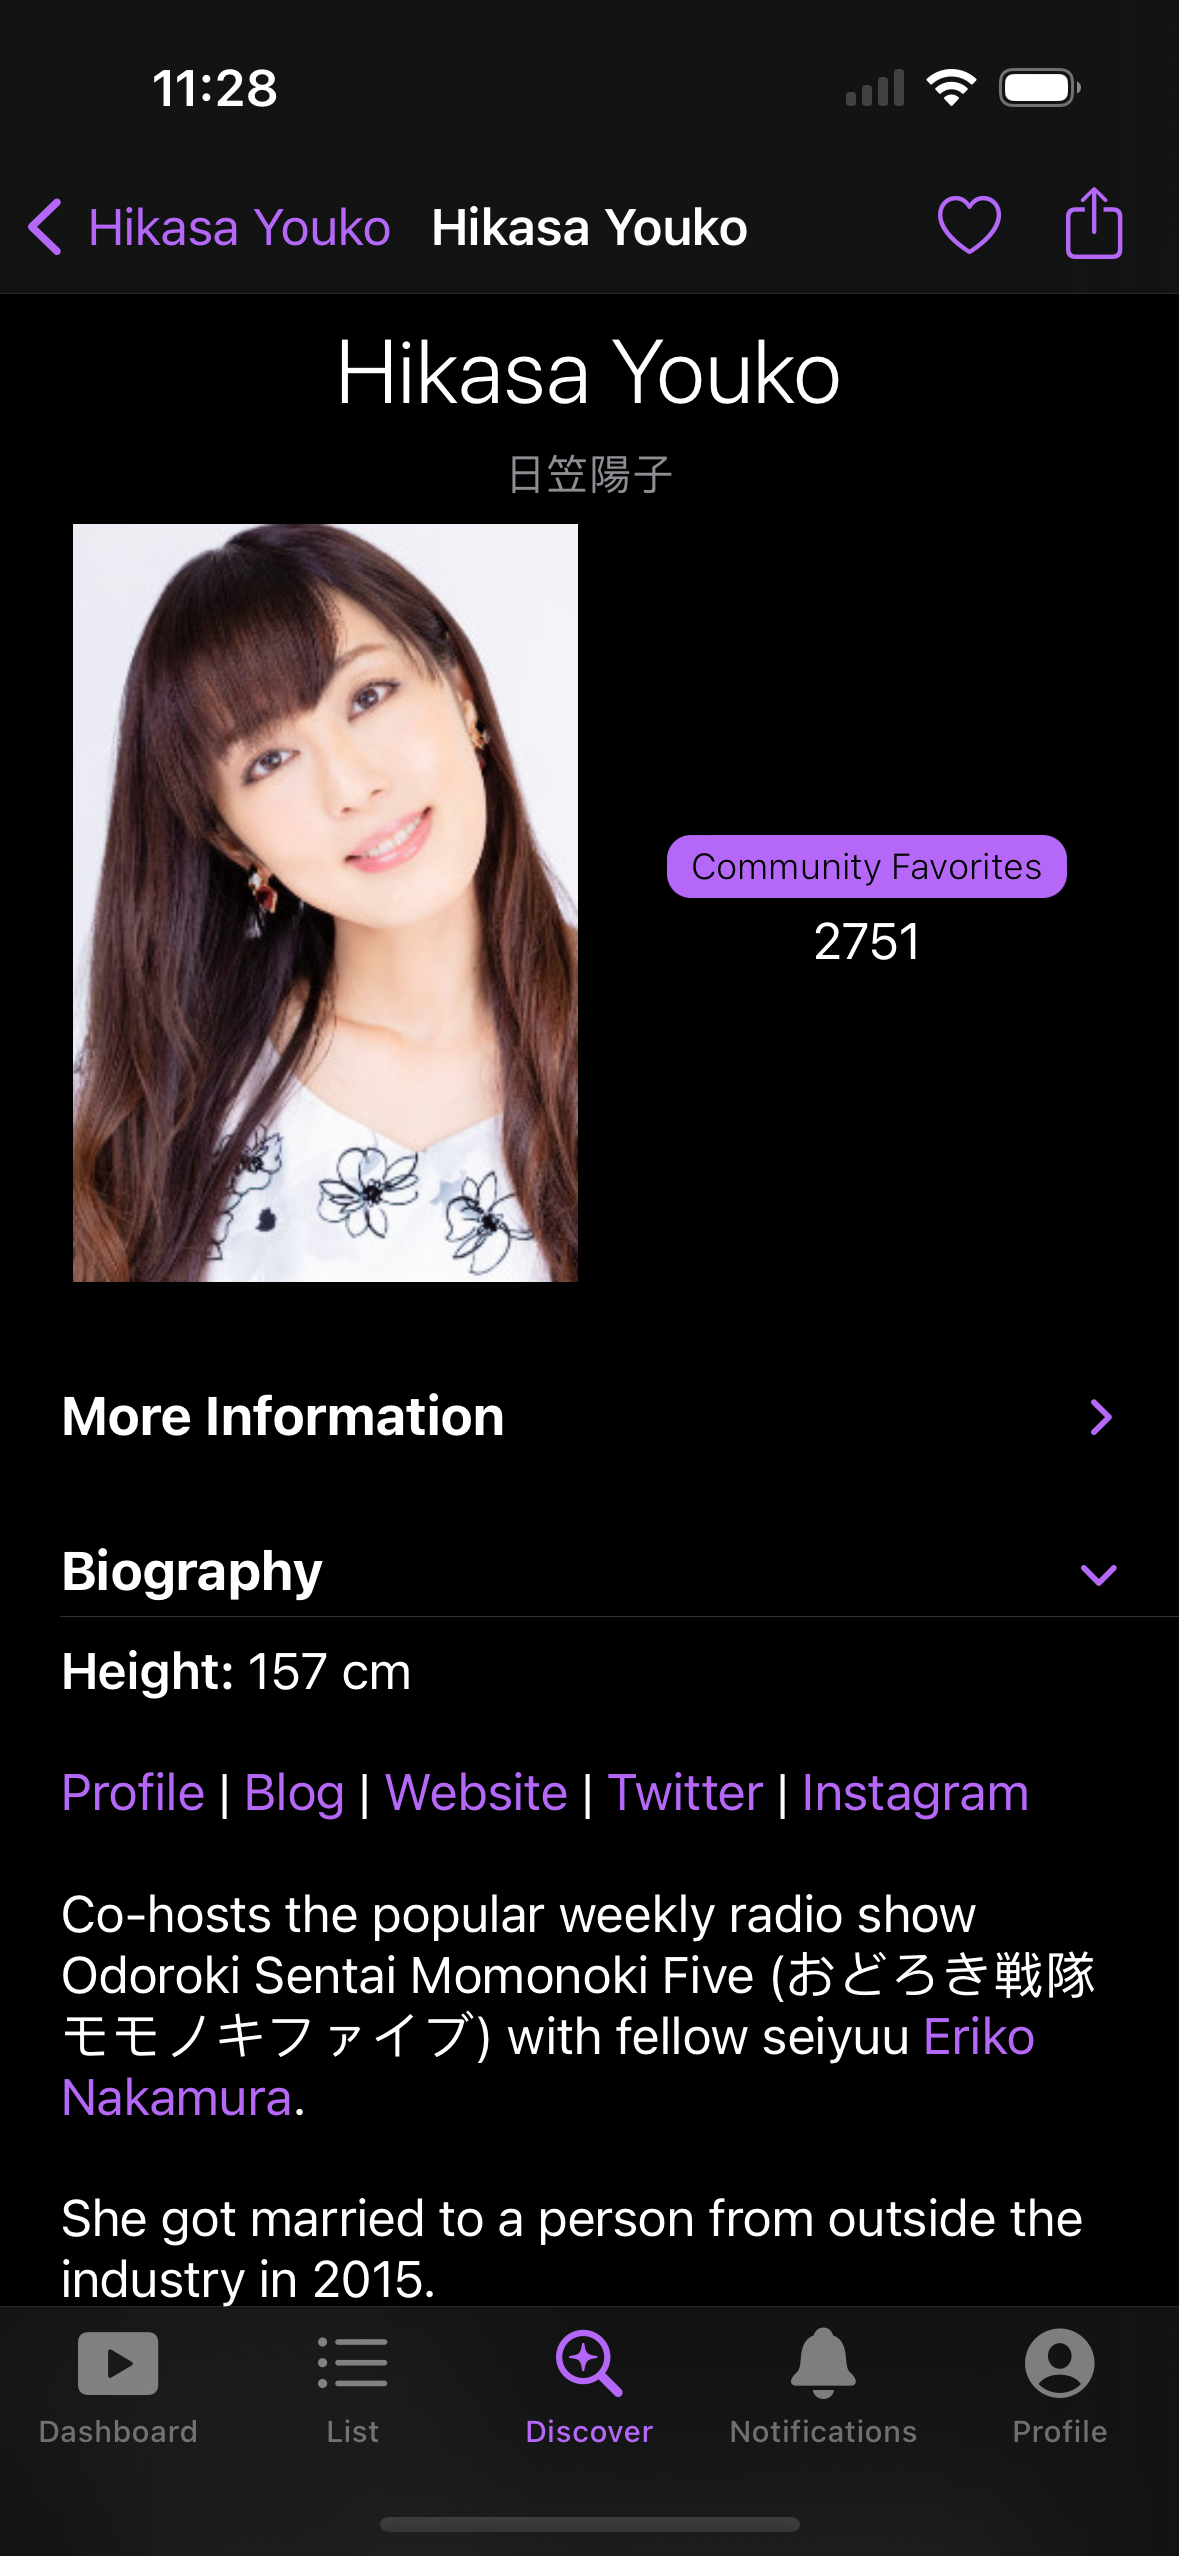 11:28
Hikasa Youko
Hikasa Youko
Hikasa Youko
日笠陽子
Community Favorites
2751
More Information
Biography
Height: 157 cm
Profile | Blog | Website | Twitter | Instagram
Co-hosts the popular weekly radio show
Odoroki Sentai Momonoki Five (おどろき戦隊
モモノキファイブ) with fellow seiyuu Eriko
Nakamura.
She got married to a person from outside the
industry in 2015.
Dashboard
List
Discover
Notifications
Profile